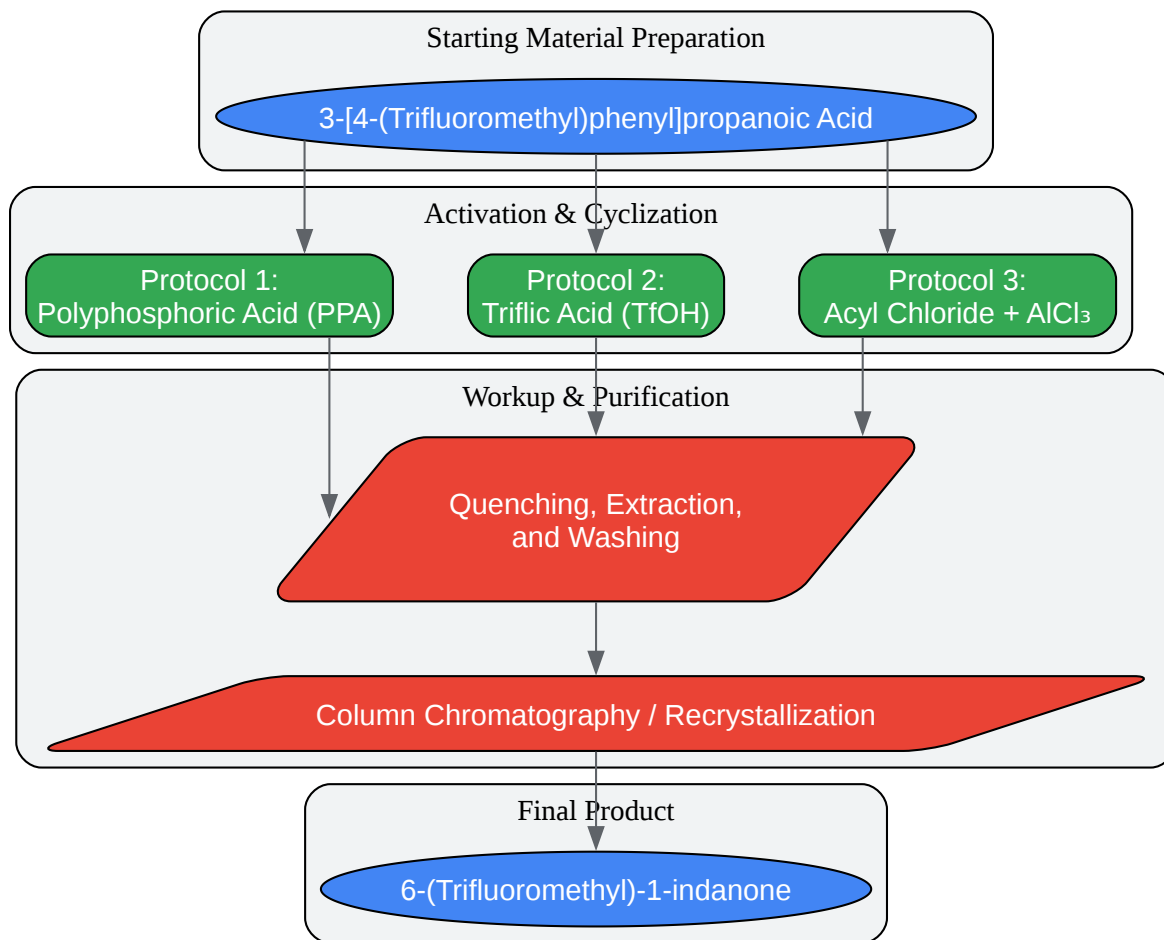 Starting Material Preparation
3-[4-(Trifluoromethyl)phenyl]propanoic Acid
Activation & Cyclization
Protocol 1:
Polyphosphoric Acid (PPA)
Protocol 2:
Triflic Acid (TfOH)
Protocol 3:
Acyl Chloride + AlCl₃
Workup & Purification
Quenching, Extraction,
and Washing
Column Chromatography / Recrystallization
Final Product
6-(Trifluoromethyl)-1-indanone